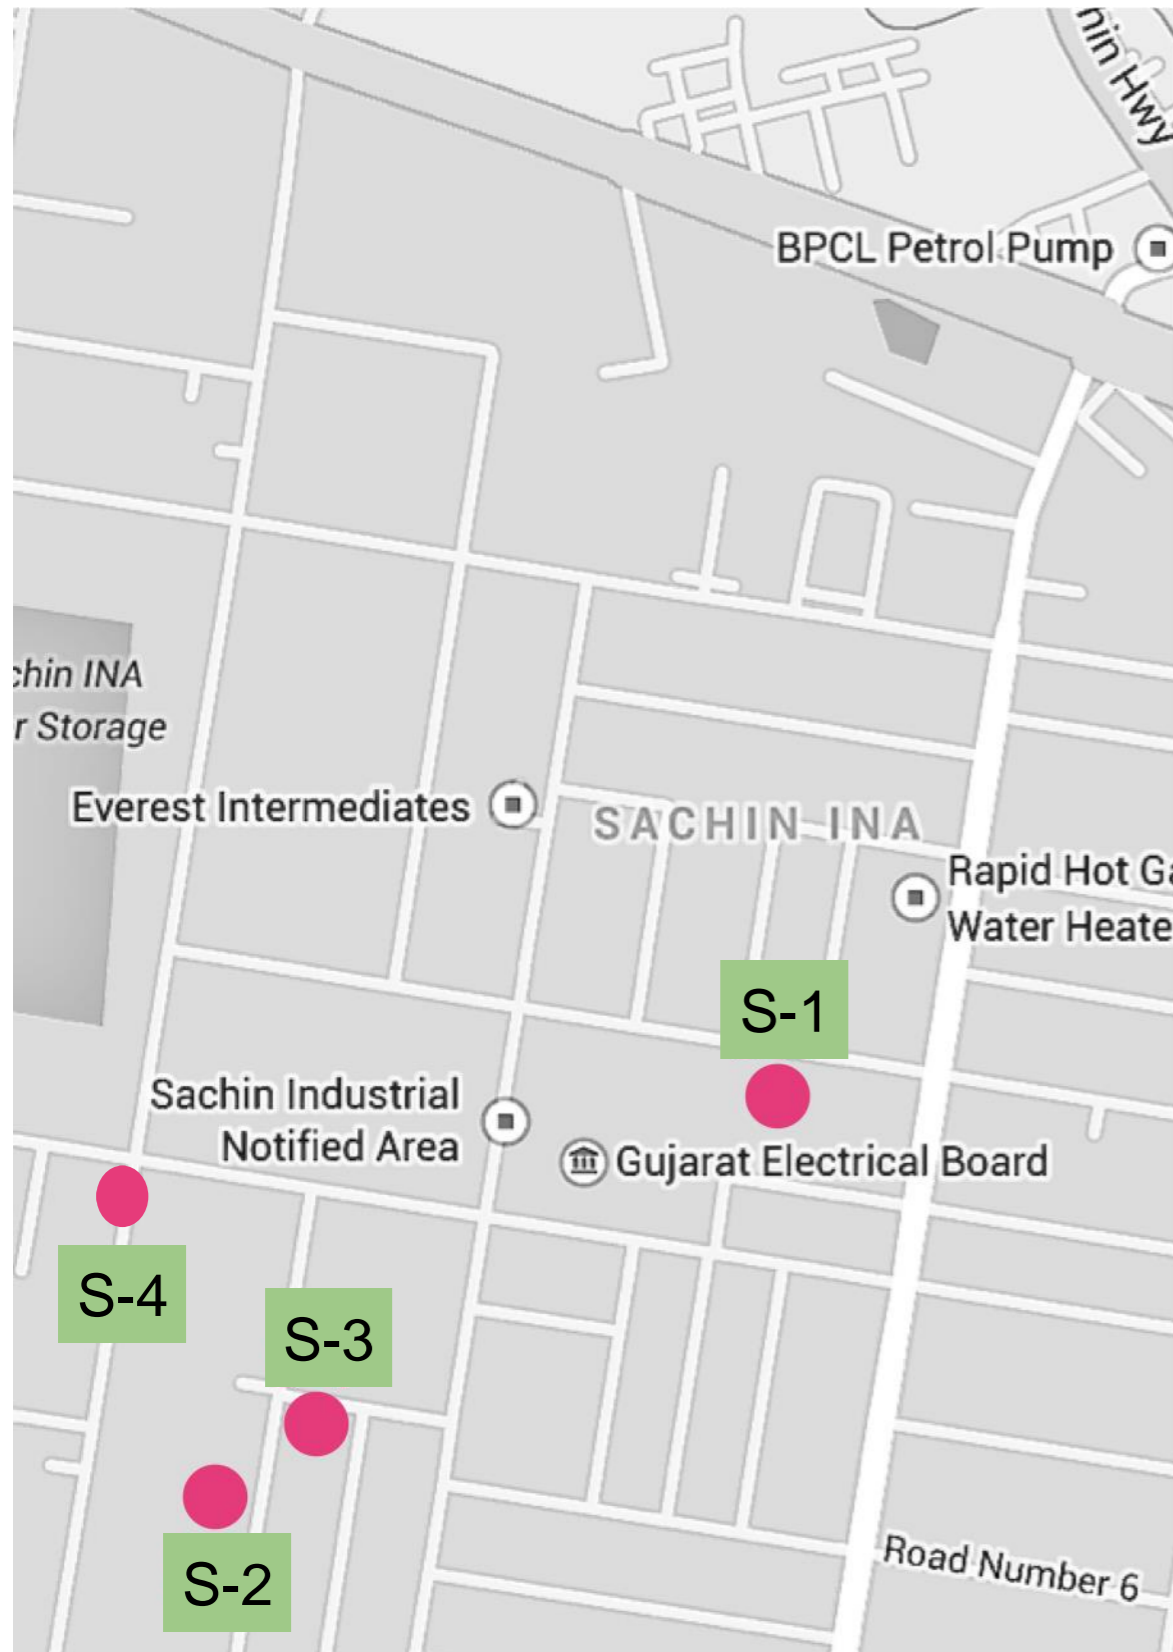 hin Hwy
BPCL Petrol Pump
chin INA
r Storage
Everest Intermediates
SACHIN INA
Rapid Hot Ga
Water Heate
S-1
Sachin Industrial
Notified Area
Gujarat Electrical Board
S-4
S-3
S-2
Road Number 6